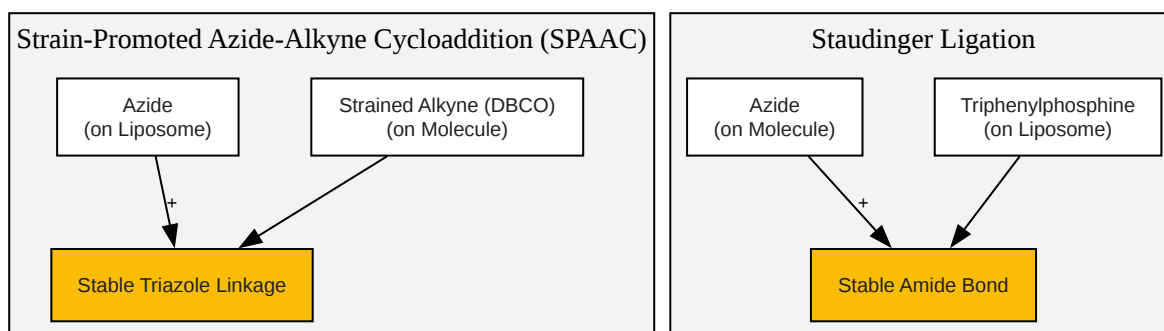 Strain-Promoted Azide-Alkyne Cycloaddition (SPAAC)
Azide
(on Liposome)
Strained Alkyne (DBCO)
(on Molecule)
+
Stable Triazole Linkage
Staudinger Ligation
Azide
(on Molecule)
Triphenylphosphine
(on Liposome)
+
Stable Amide Bond